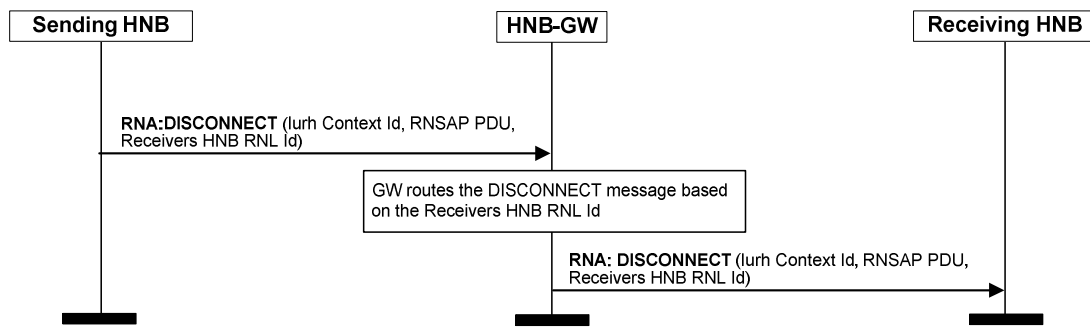 Sending HNB
HNB-GW
Receiving HNB
RNA:DISCONNECT (Iurh Context Id, RNSAP PDU,
Receivers HNB RNL Id)
GW routes the DISCONNECT message based
on the Receivers HNB RNL Id
RNA: DISCONNECT (Iurh Context Id, RNSAP PDU,
Receivers HNB RNL Id)